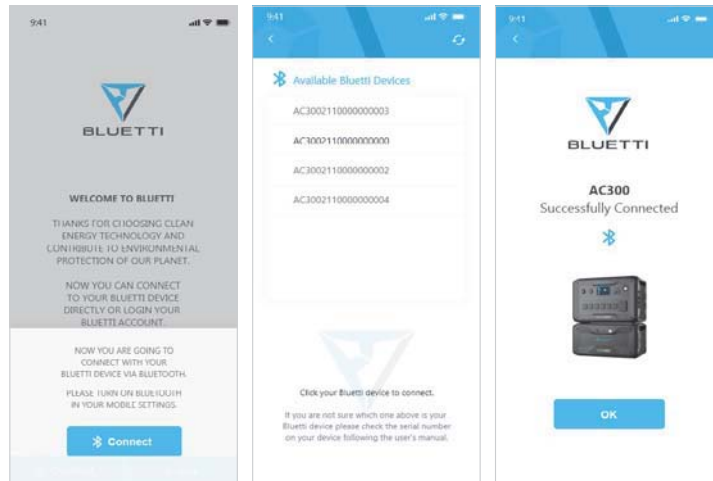 9:41
BLUETTI
WELCOME TO BLUETTI
THANKS FOR CHOOSING CLEAN
ENERGY TECHNOLOGY AND
CONTRIBUTE TO ENVIRONMENTAL
PROTECTION OF OUR PLANET.
NOW YOU CAN CONNECT
TO YOUR BLUETTI DEVICE
DIRECTLY OR LOGIN YOUR
BLUETTI ACCOUNT.
NOW YOU ARE GOING TO
CONNECT WITH YOUR
BLUETTI DEVICE VIA BLUETOOTH.
PLEASE TURN ON BLUETOOTH
IN YOUR MOBILE SETTINGS.
Connect
9:41
Available Bluetti Devices
AC3002110000000003
AC3002110000000000
AC3002110000000002
AC3002110000000004
Click your Bluetti device to connect.
If you are not sure which one above is your
Bluetti device please check the serial number
on your device following the user's manual.
9:41
BLUETTI
AC300
Successfully Connected
OK